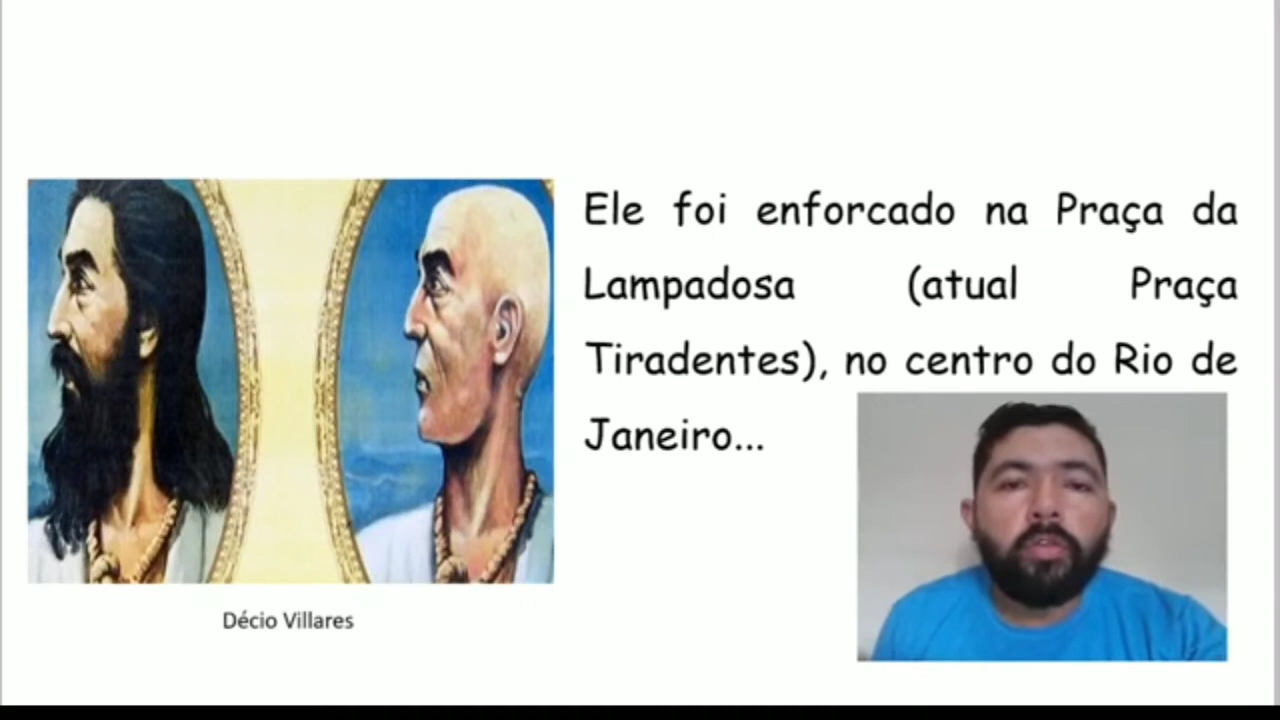 Ele foi enforcado na Praça da
Lampadosa (atual Praça
Tiradentes), no centro do Rio de
Janeiro...
Décio Villares